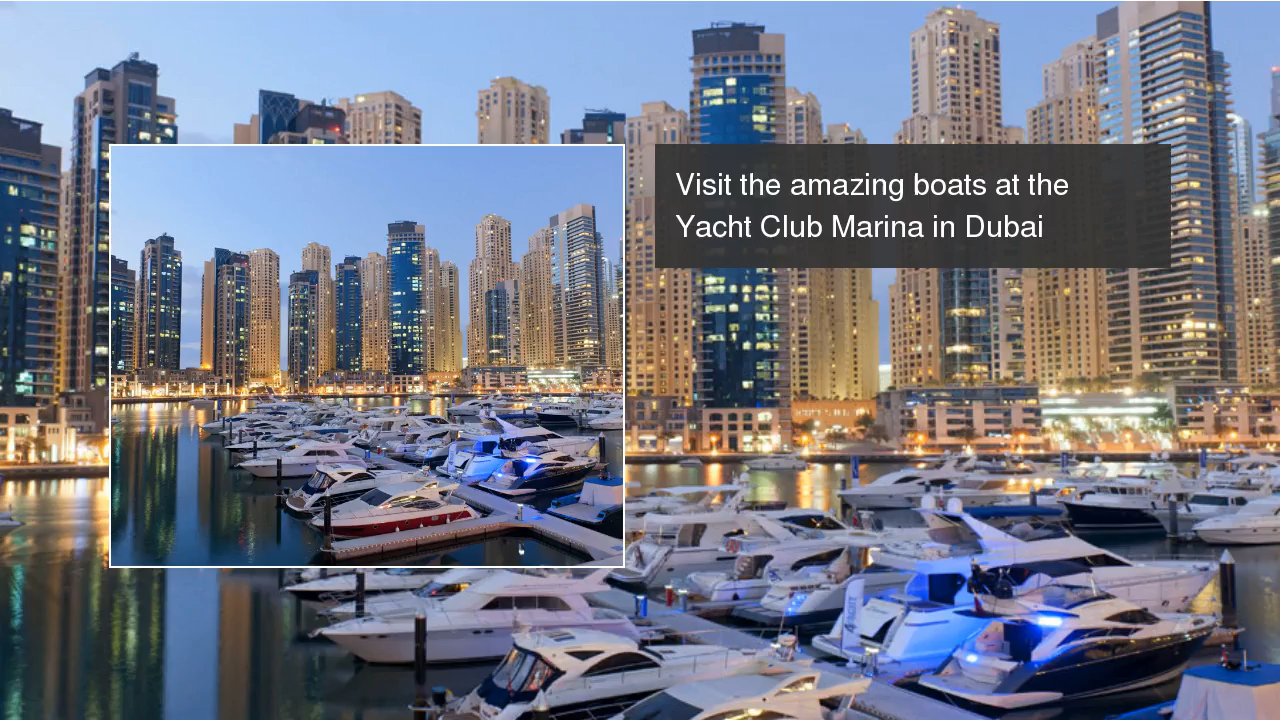 Visit the amazing boats at the
Yacht Club Marina in Dubai